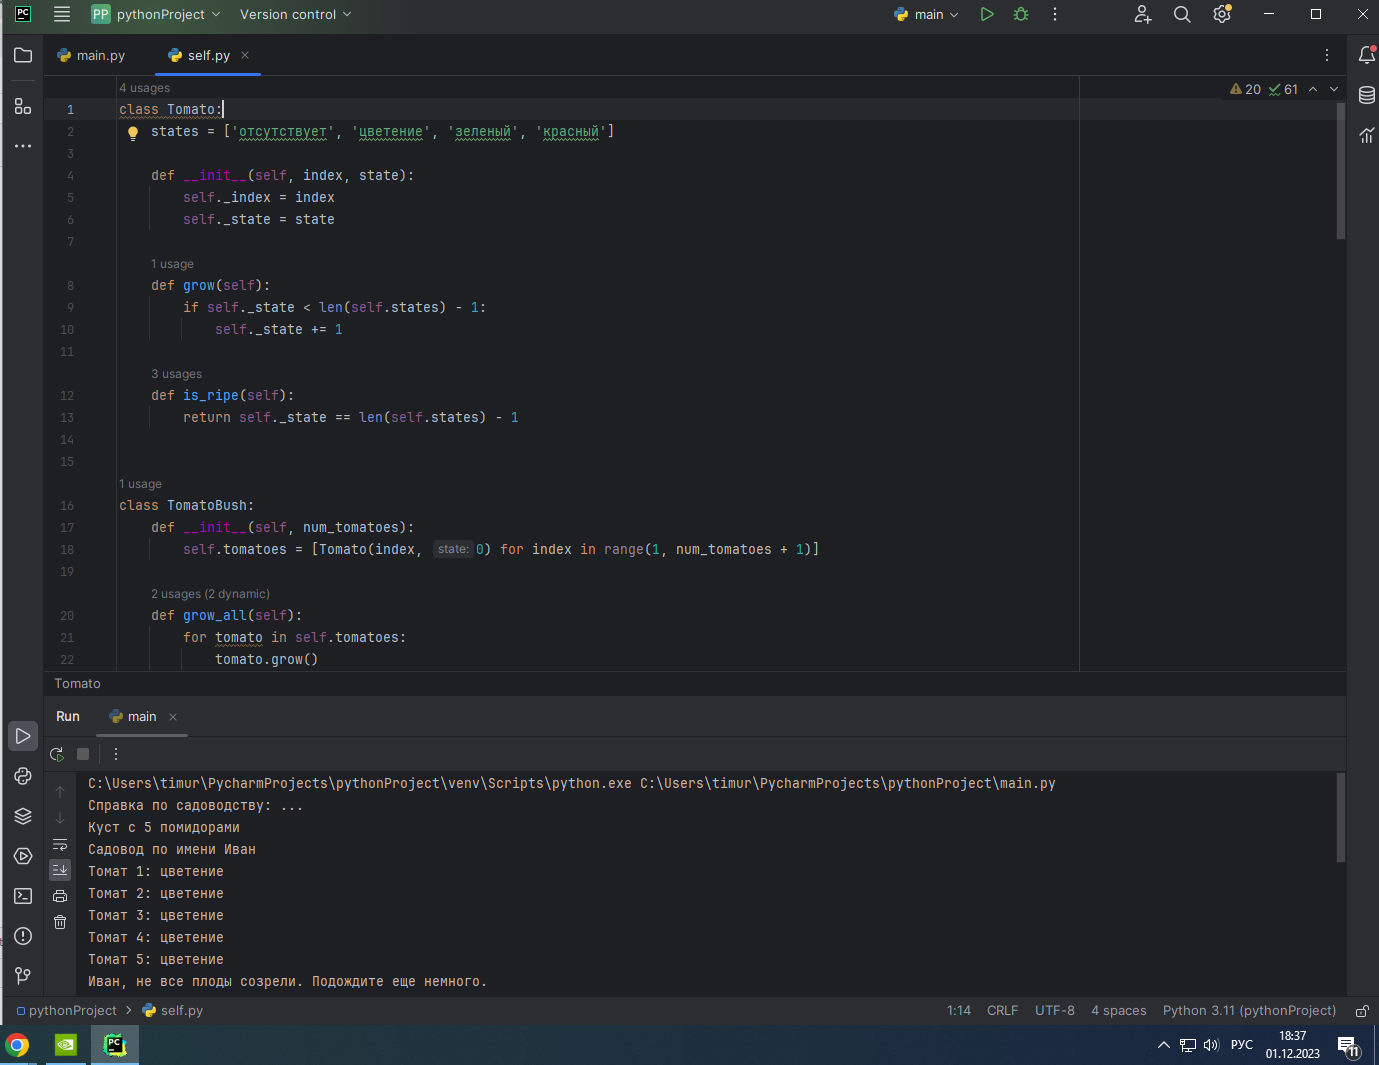 PC PP pythonProject Version control main
main.py self.py
4 usages
20 61
1 class Tomato:
2 states = ['отсутствует', 'цветение', 'зеленый', 'красный']
3
4 def __init__(self, index, state):
5 self._index = index
6 self._state = state
7
1 usage
8 def grow(self):
9 if self._state < len(self.states) - 1:
10 self._state += 1
11
3 usages
12 def is_ripe(self):
13 return self._state == len(self.states) - 1
14
15
1 usage
16 class TomatoBush:
17 def __init__(self, num_tomatoes):
18 self.tomatoes = [Tomato(index, state: 0) for index in range(1, num_tomatoes + 1)]
19
2 usages (2 dynamic)
20 def grow_all(self):
21 for tomato in self.tomatoes:
22 tomato.grow()
Tomato
Run main
C:\Users\timur\PycharmProjects\pythonProject\venv\Scripts\python.exe C:\Users\timur\PycharmProjects\pythonProject\main.py
Справка по садоводству: ...
Куст с 5 помидорами
Садовод по имени Иван
Томат 1: цветение
Томат 2: цветение
Томат 3: цветение
Томат 4: цветение
Томат 5: цветение
Иван, не все плоды созрели. Подождите еще немного.
pythonProject > self.py 1:14 CRLF UTF-8 4 spaces Python 3.11 (pythonProject)
PC РУС 18:37
01.12.2023 11